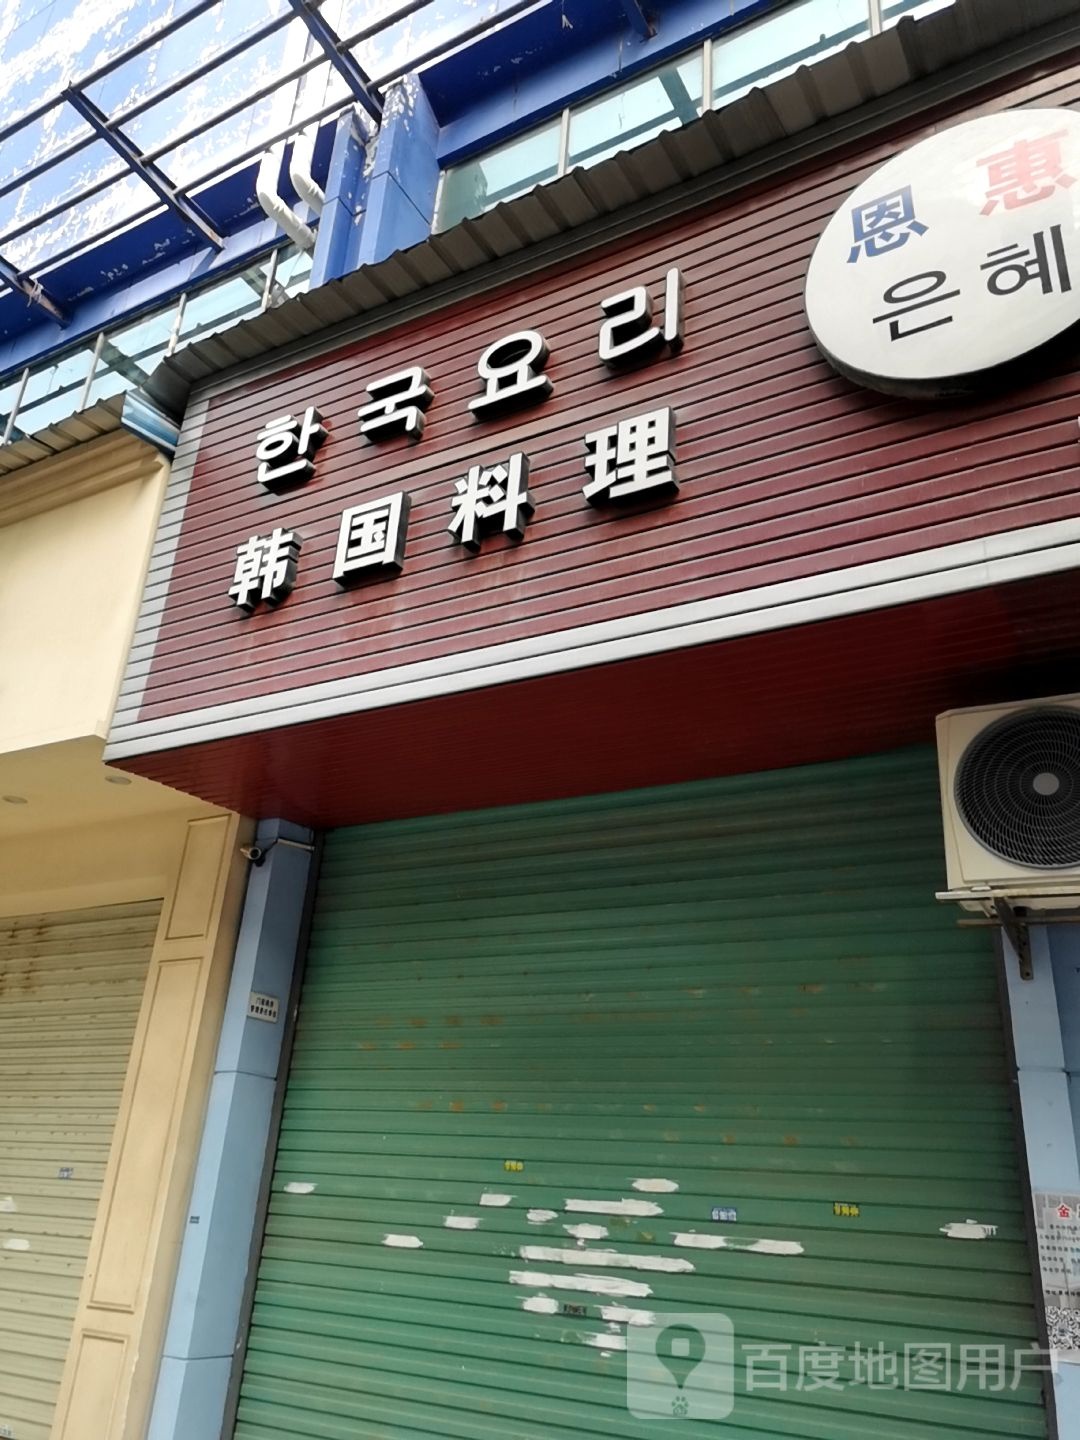 恩惠
은혜
한국요리
韩国料理
百度地图用户